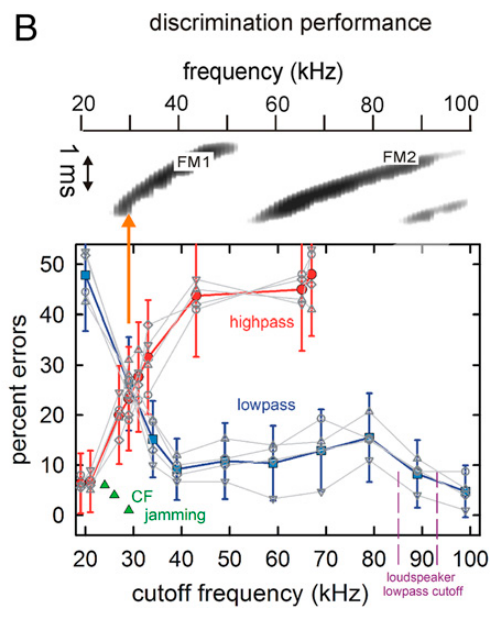 B
discrimination performance
frequency (kHz)
20 40 60 80 100
1 ms
FM1
FM2
percent errors
50
40
30
20
10
0
highpass
lowpass
CF
jamming
20 30 40 50 60 70 80 90 100
loudspeaker
lowpass cutoff
cutoff frequency (kHz)